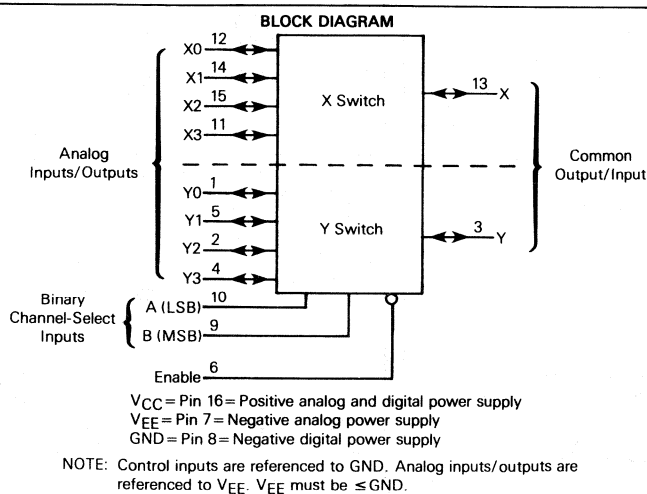 BLOCK DIAGRAM
X0 12
X1 14
X2 15
X3 11
X Switch
13 X
Analog
Inputs/Outputs
Common
Output/Input
Y0 1
Y1 5
Y2 2
Y3 4
Y Switch
3 Y
Binary
Channel-Select
Inputs
A (LSB) 10
B (MSB) 9
Enable 6
VCC = Pin 16 = Positive analog and digital power supply
VEE = Pin 7 = Negative analog power supply
GND = Pin 8 = Negative digital power supply
NOTE: Control inputs are referenced to GND. Analog inputs/outputs are
referenced to VEE. VEE must be ≤ GND.